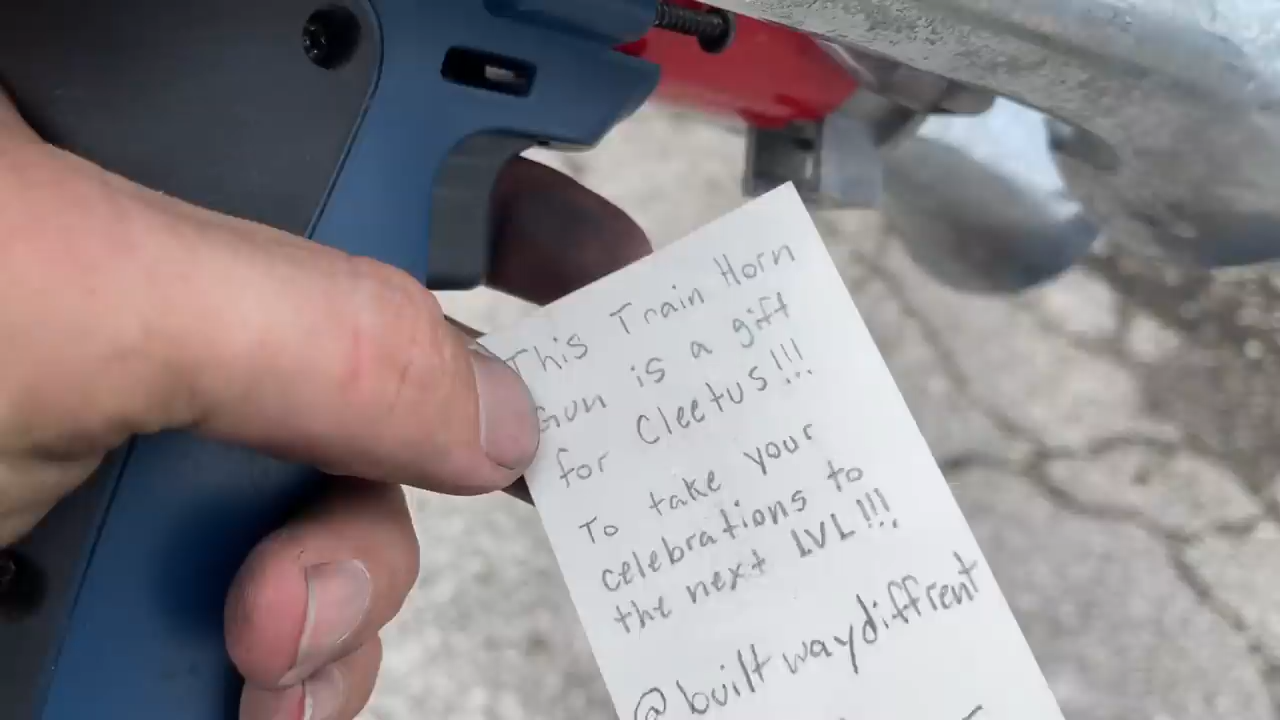 This Train Horn
Gun is a gift
for Cleetus!!!
To take your
celebrations to
the next LVL!!!
@builtwaydiffrent